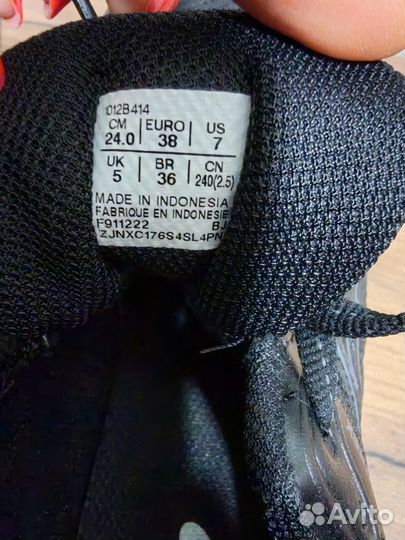 1012B414
CM EURO US
24.0 38 7
UK BR CN
5 36 240(2.5)
MADE IN INDONESIA
FABRIQUE EN INDONESIE
F911222 BJ
ZJNXC176S4SL4PN
Avito